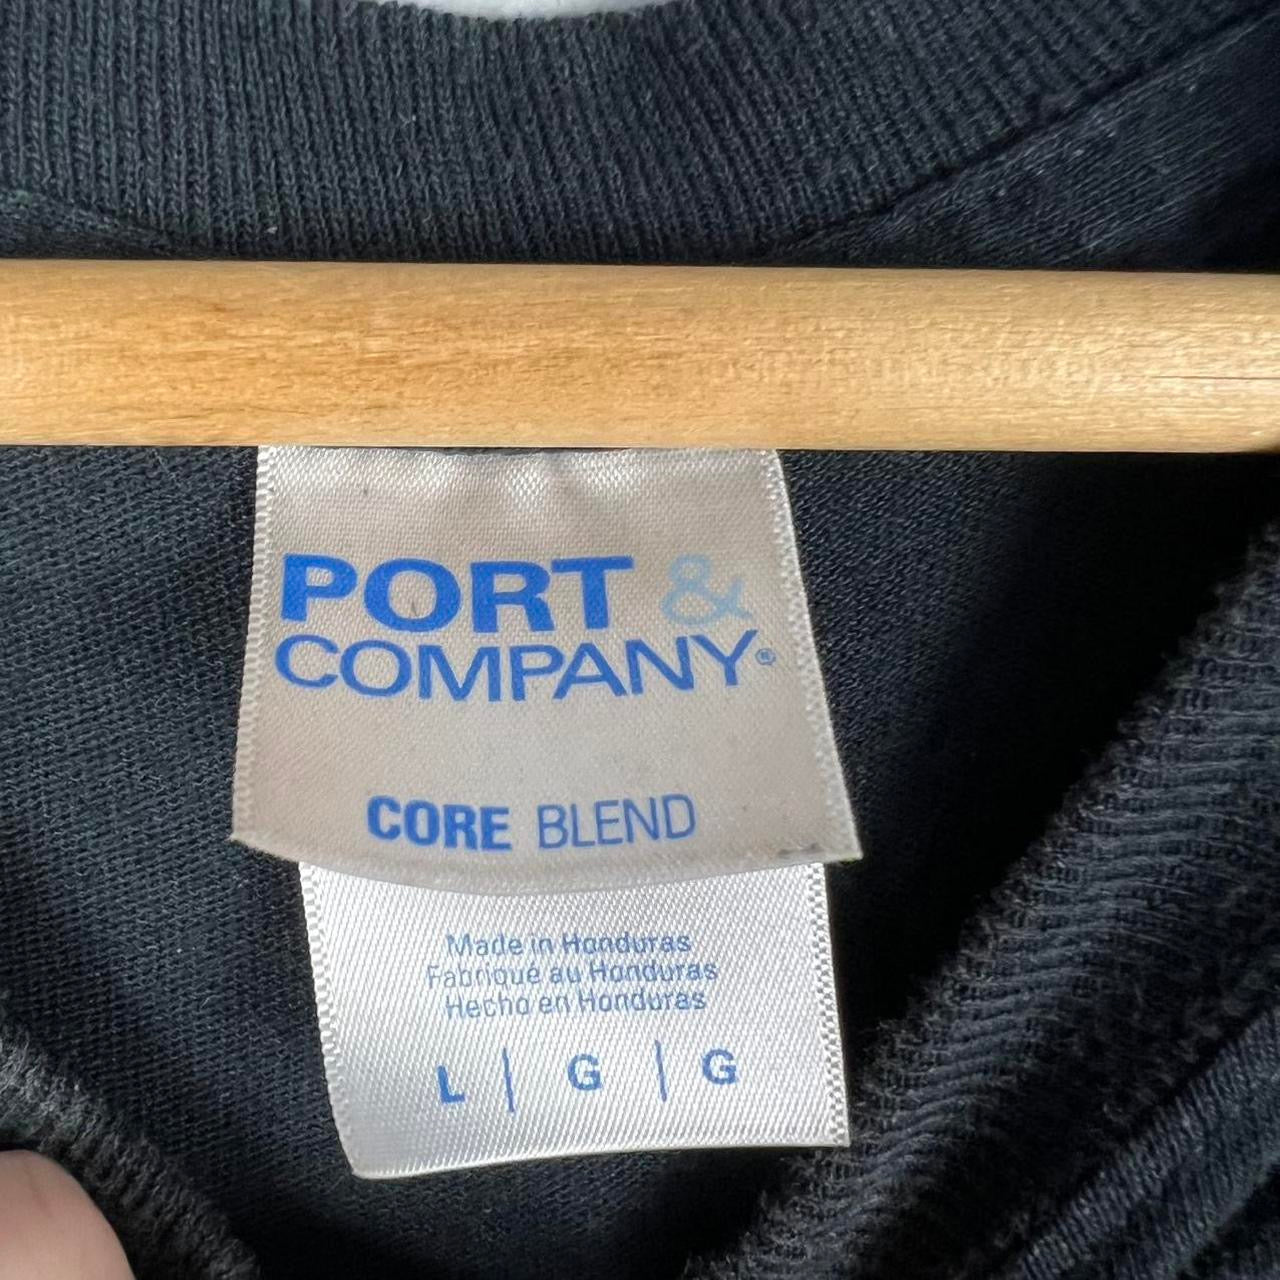 PORT &
COMPANY®
CORE BLEND
Made in Honduras
Fabriqué au Honduras
Hecho en Honduras
L | G | G